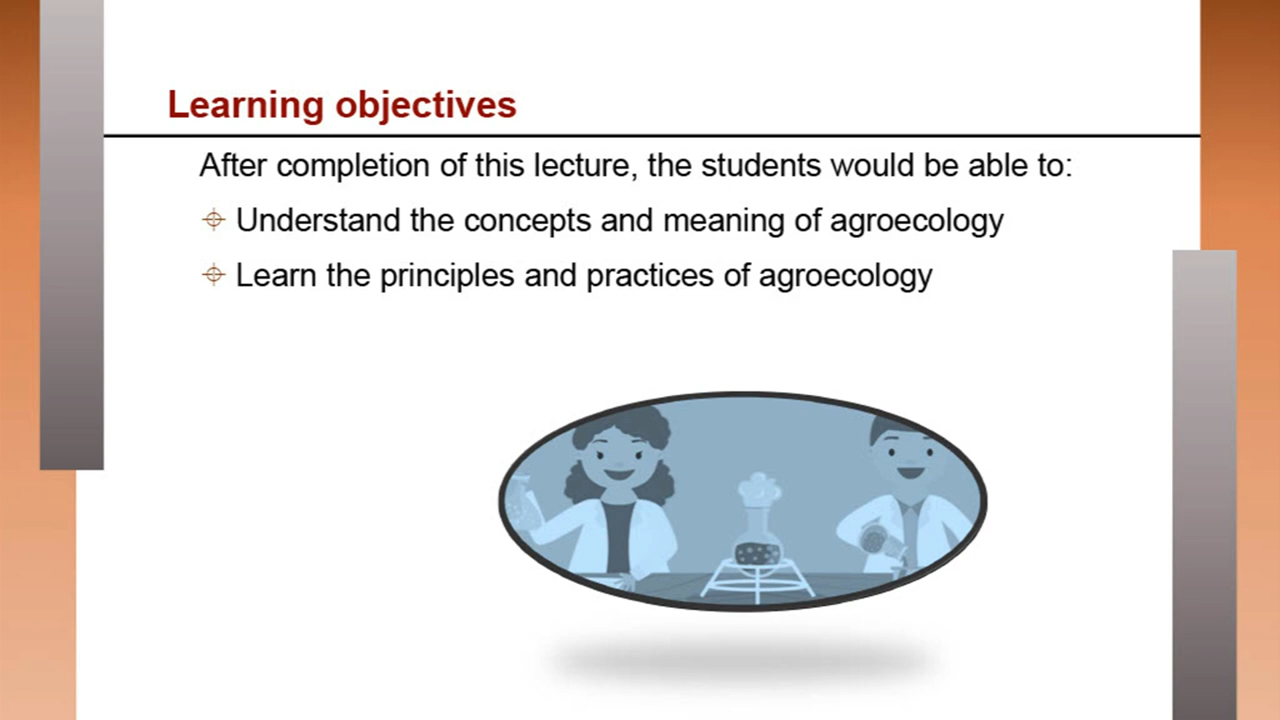 Learning objectives
After completion of this lecture, the students would be able to:
Understand the concepts and meaning of agroecology
Learn the principles and practices of agroecology